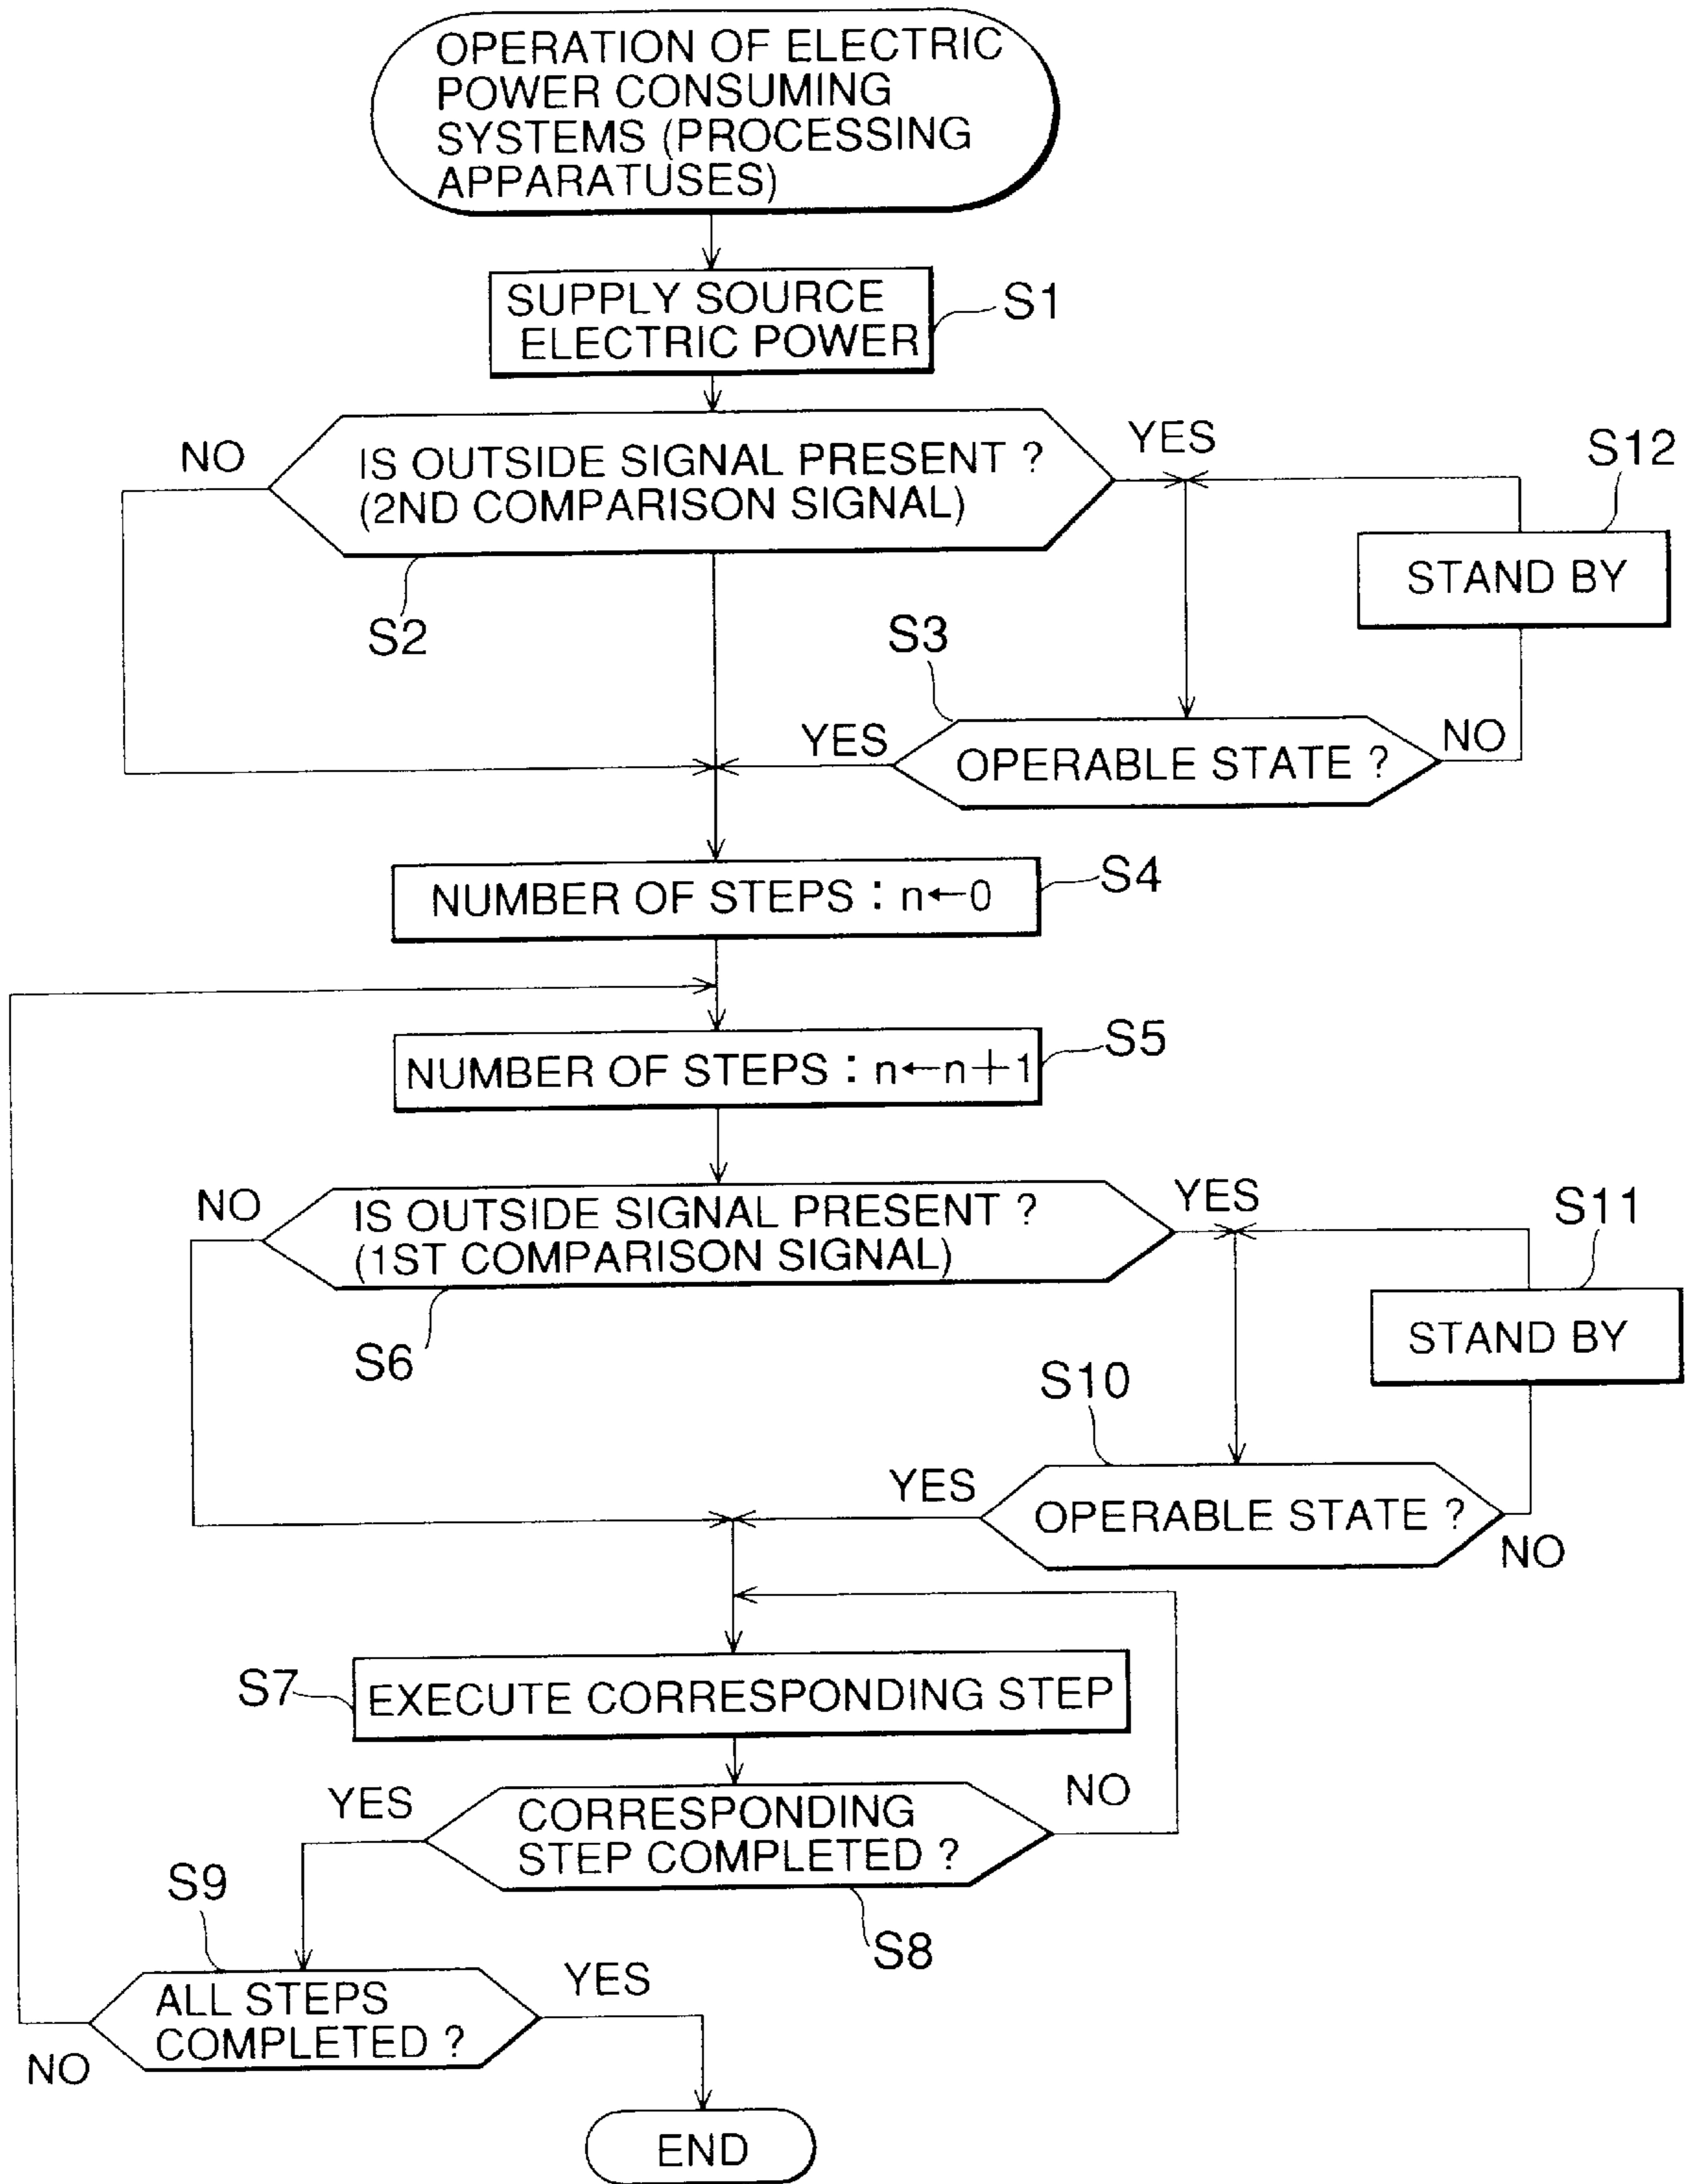 OPERATION OF ELECTRIC
POWER CONSUMING
SYSTEMS (PROCESSING
APPARATUSES)
SUPPLY SOURCE
ELECTRIC POWER
S1
NO
IS OUTSIDE SIGNAL PRESENT ?
(2ND COMPARISON SIGNAL)
YES
S12
STAND BY
S2
S3
YES
OPERABLE STATE ?
NO
NUMBER OF STEPS : n←0
S4
NUMBER OF STEPS : n←n+1
S5
NO
IS OUTSIDE SIGNAL PRESENT ?
(1ST COMPARISON SIGNAL)
YES
S11
STAND BY
S6
S10
YES
OPERABLE STATE ?
NO
S7
EXECUTE CORRESPONDING STEP
YES
CORRESPONDING
STEP COMPLETED ?
NO
S9
S8
ALL STEPS
COMPLETED ?
YES
NO
END